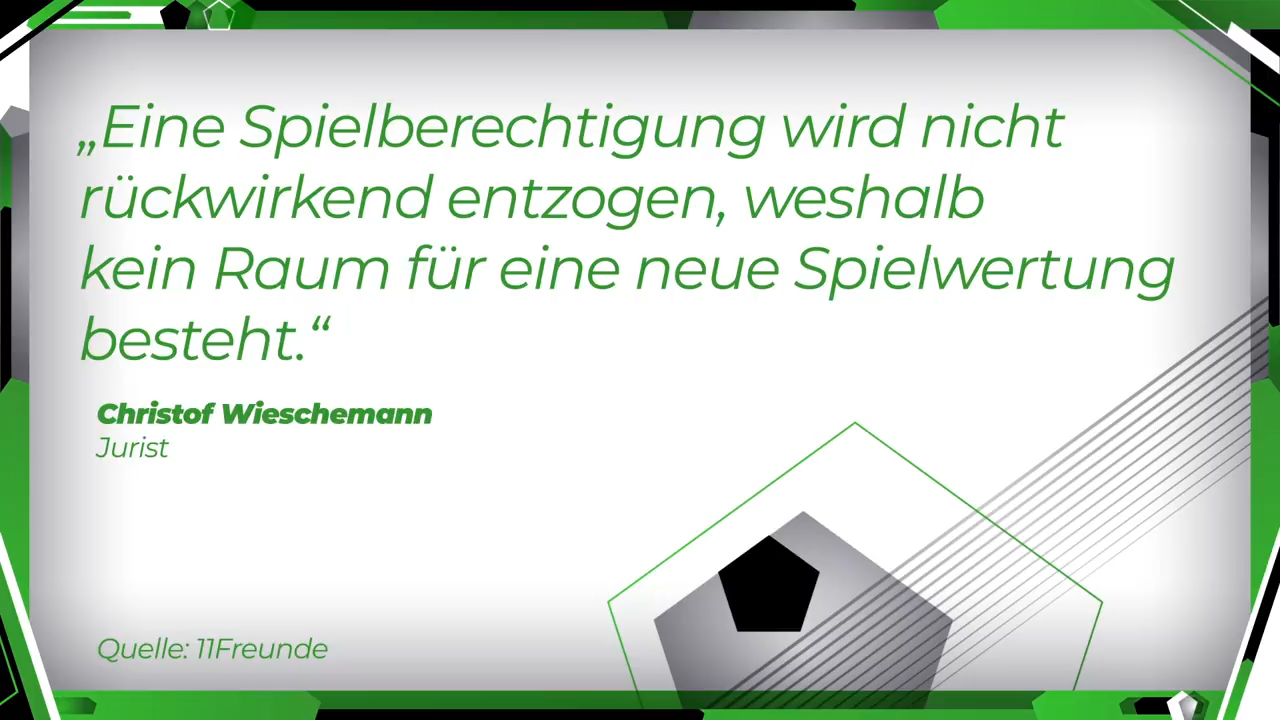 „Eine Spielberechtigung wird nicht
rückwirkend entzogen, weshalb
kein Raum für eine neue Spielwertung
besteht.“
Christof Wieschemann
Jurist
Quelle: 11Freunde